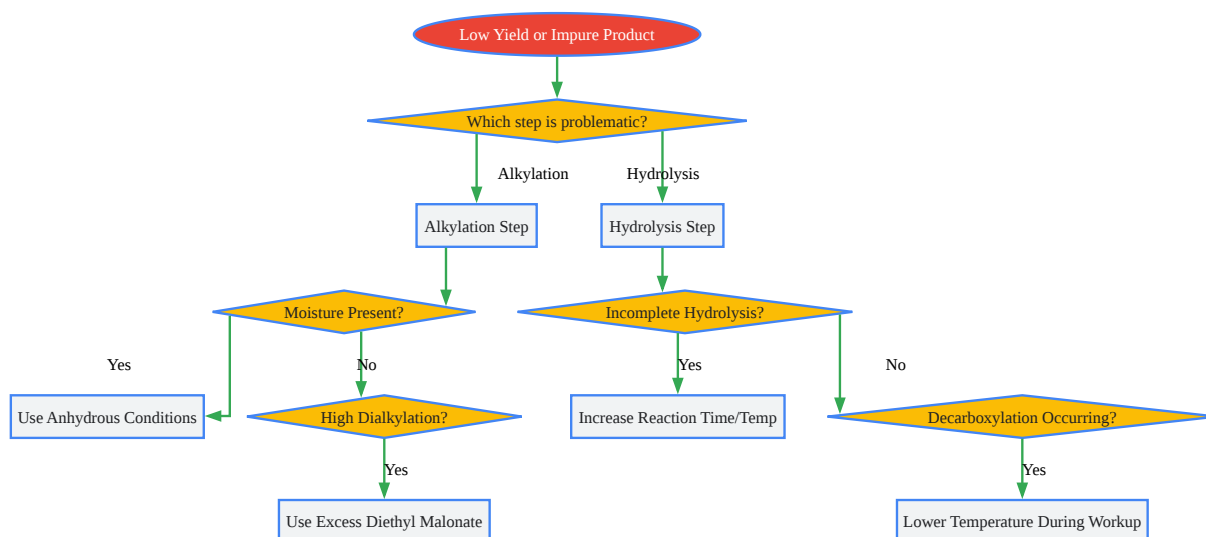 Low Yield or Impure Product
Which step is problematic?
Alkylation
Hydrolysis
Alkylation Step
Hydrolysis Step
Moisture Present?
Incomplete Hydrolysis?
Yes
No
Yes
No
Use Anhydrous Conditions
High Dialkylation?
Increase Reaction Time/Temp
Decarboxylation Occurring?
Yes
Yes
Use Excess Diethyl Malonate
Lower Temperature During Workup